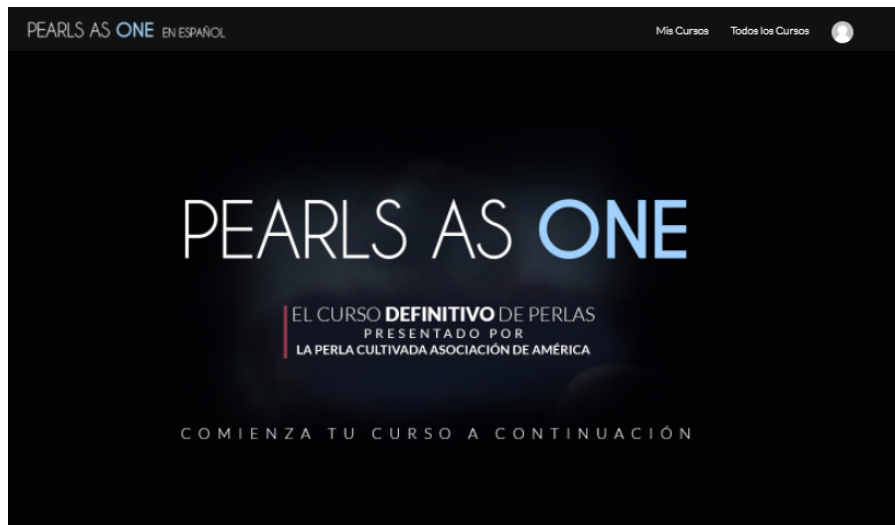 PEARLS AS ONE EN ESPAÑOL
Mis Cursos Todos los Cursos
PEARLS AS ONE
EL CURSO DEFINITIVO DE PERLAS
PRESENTADO POR
LA PERLA CULTIVADA ASOCIACIÓN DE AMÉRICA
COMIENZA TU CURSO A CONTINUACIÓN